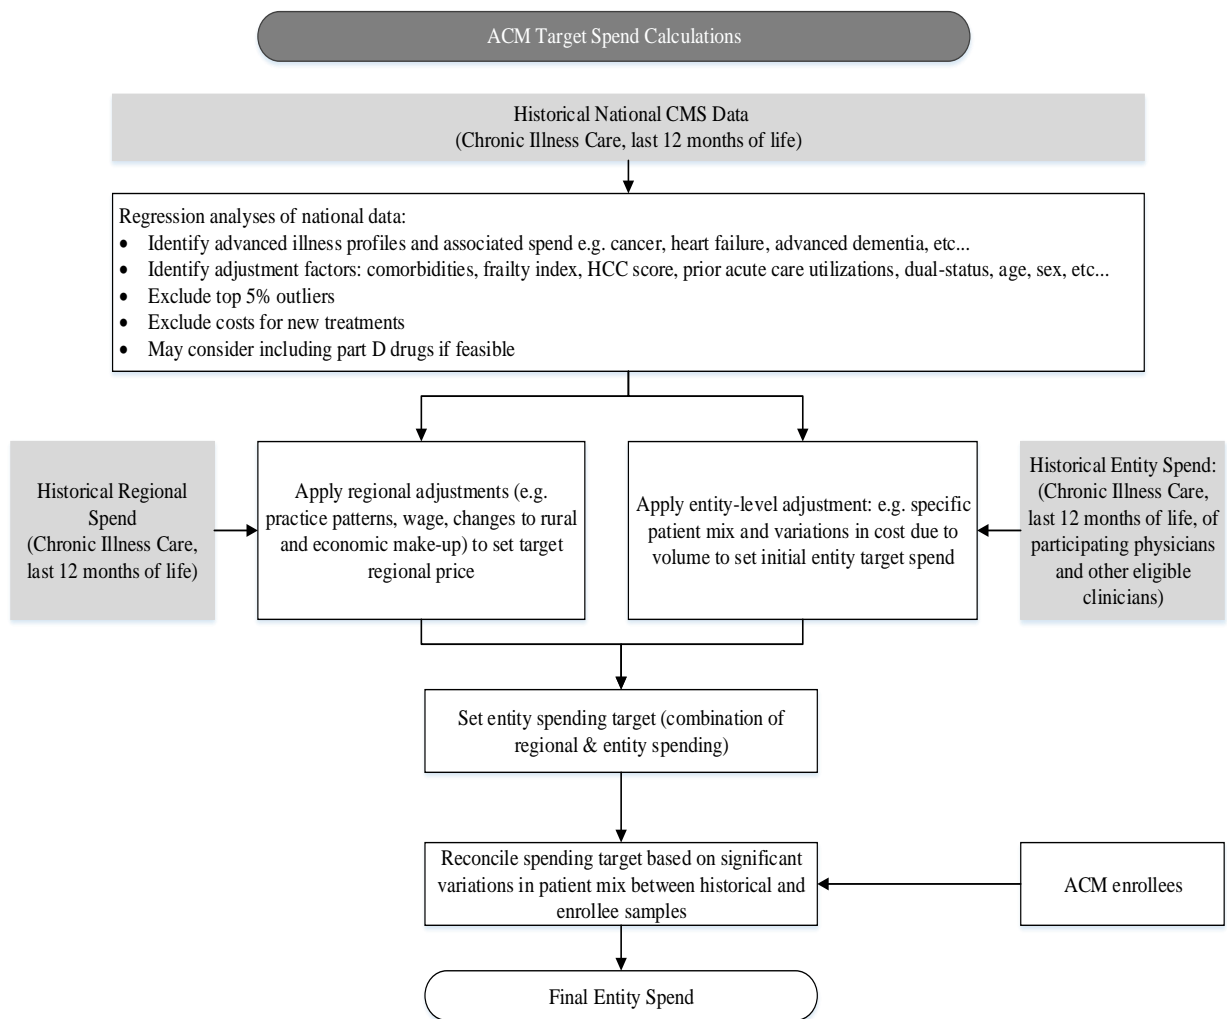 ACM Target Spend Calculations
Historical National CMS Data
(Chronic Illness Care, last 12 months of life)
Regression analyses of national data:
• Identify advanced illness profiles and associated spend e.g. cancer, heart failure, advanced dementia, etc...
• Identify adjustment factors: comorbidities, frailty index, HCC score, prior acute care utilizations, dual-status, age, sex, etc...
• Exclude top 5% outliers
• Exclude costs for new treatments
• May consider including part D drugs if feasible
Historical Regional
Spend
(Chronic Illness Care,
last 12 months of life)
Apply regional adjustments (e.g.
practice patterns, wage, changes to rural
and economic make-up) to set target
regional price
Apply entity-level adjustment: e.g. specific
patient mix and variations in cost due to
volume to set initial entity target spend
Historical Entity Spend:
(Chronic Illness Care,
last 12 months of life, of
participating physicians
and other eligible
clinicians)
Set entity spending target (combination of
regional & entity spending)
Reconcile spending target based on significant
variations in patient mix between historical and
enrollee samples
ACM enrollees
Final Entity Spend